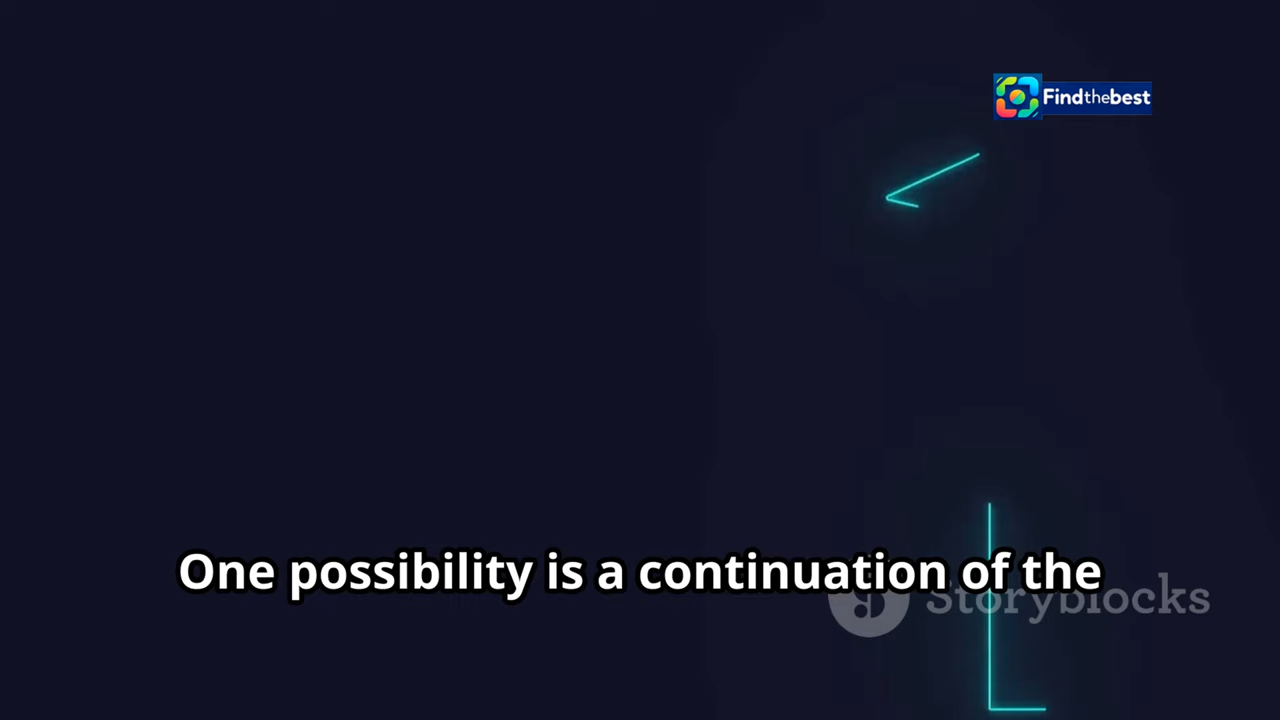 Findthebest
One possibility is a continuation of the
Storyblocks